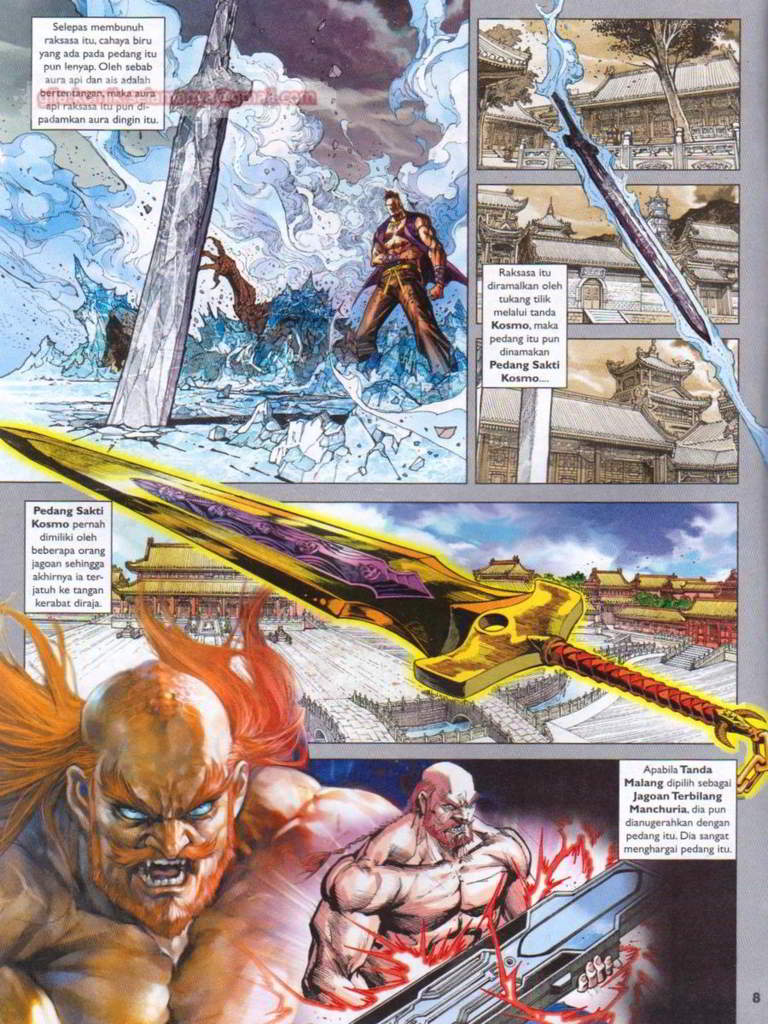 Selepas membunuh
raksasa itu, cahaya biru
yang ada pada pedang itu
pun lenyap. Oleh sebab
aura api dan ais adalah
bertentangan, maka aura
api raksasa itu pun di-
padamkan aura dingin itu.
Raksasa itu
diramalkan oleh
tukang tilik
melalui tanda
Kosmo, maka
pedang itu pun
dinamakan
Pedang Sakti
Kosmo....
Pedang Sakti
Kosmo pernah
dimiliki oleh
beberapa orang
jagoan sehingga
akhirnya ia ter-
jatuh ke tangan
kerabat diraja.
Apabila Tanda
Malang dipilih sebagai
Jagoan Terbilang
Manchuria, dia pun
dianugerahkan dengan
pedang itu. Dia sangat
menghargai pedang itu.
8